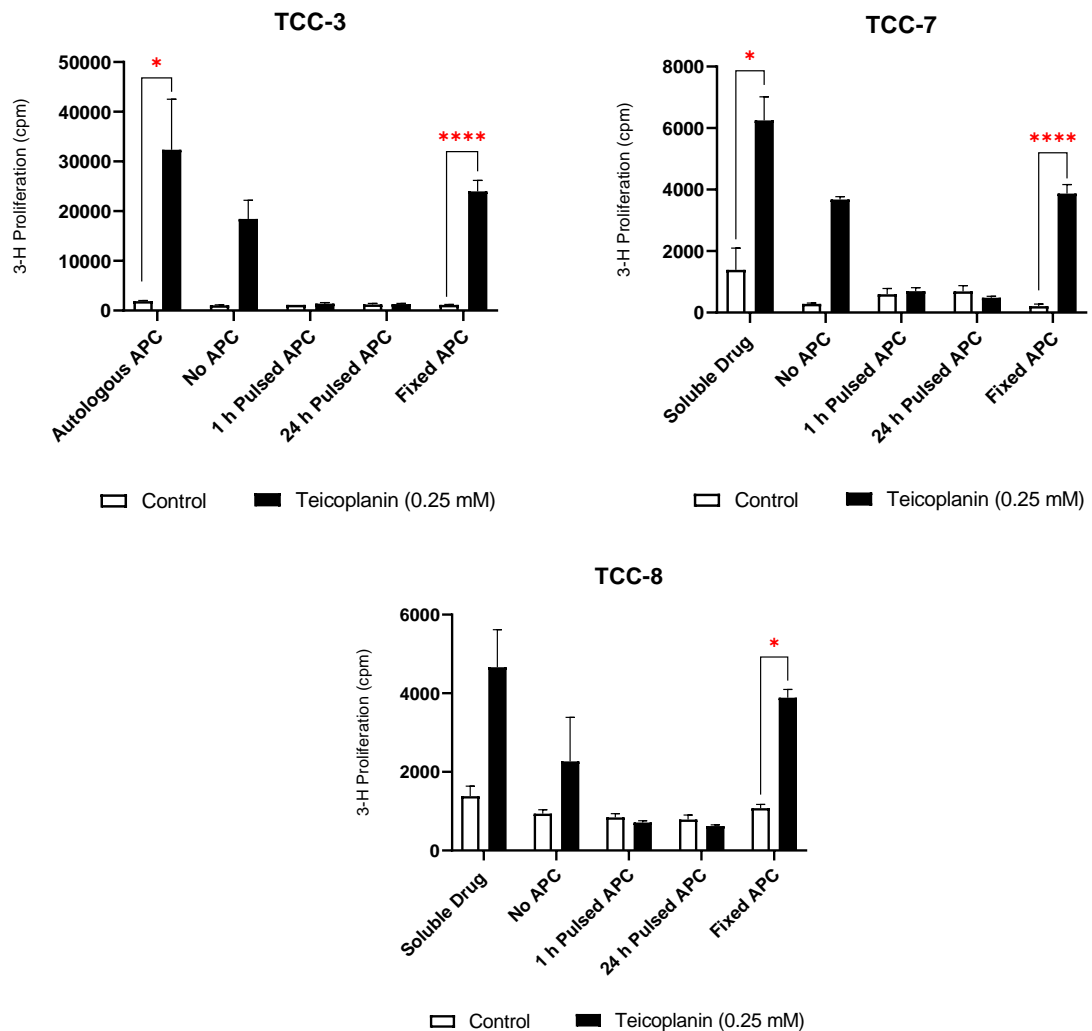 TCC-3
3-H Proliferation (cpm)
50000
40000
30000
20000
10000
0
*
****
Autologous APC
No APC
1 h Pulsed APC
24 h Pulsed APC
Fixed APC
Control
Teicoplanin (0.25 mM)
TCC-7
3-H Proliferation (cpm)
8000
6000
4000
2000
0
*
****
Soluble Drug
No APC
1 h Pulsed APC
24 h Pulsed APC
Fixed APC
Control
Teicoplanin (0.25 mM)
TCC-8
3-H Proliferation (cpm)
6000
4000
2000
0
*
Soluble Drug
No APC
1 h Pulsed APC
24 h Pulsed APC
Fixed APC
Control
Teicoplanin (0.25 mM)